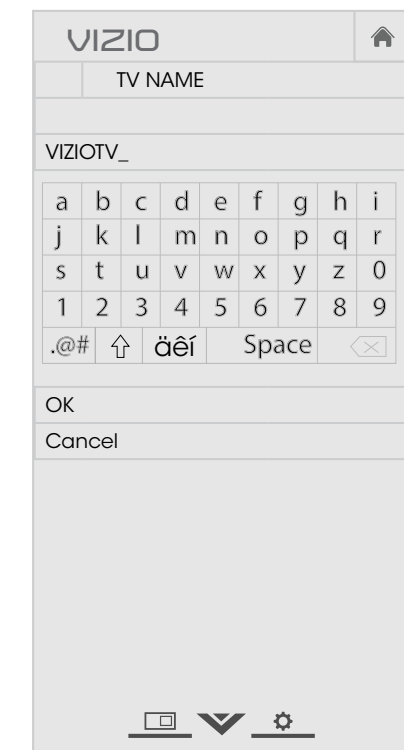 VIZIO
TV NAME
VIZIOTV_
a b c d e f g h i
j k l m n o p q r
s t u v w x y z 0
1 2 3 4 5 6 7 8 9
.@# äêí Space
OK
Cancel